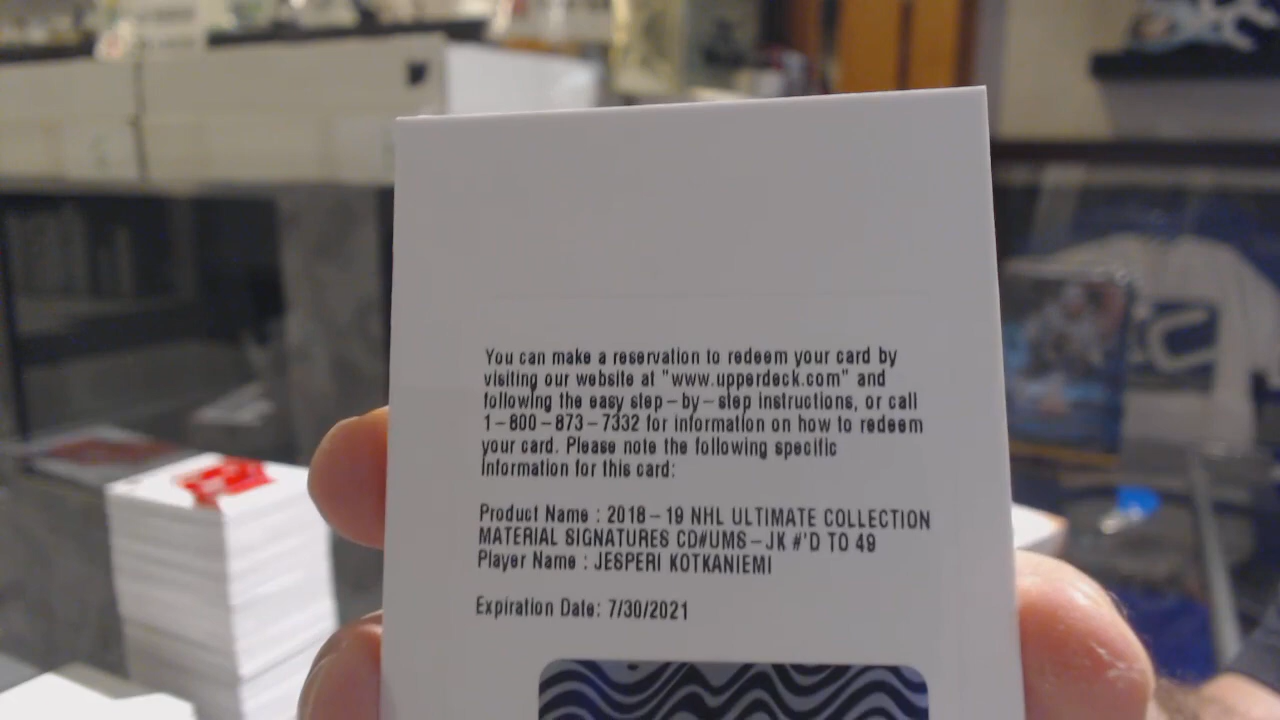 You can make a reservation to redeem your card by
visiting our website at "www.upperdeck.com" and
following the easy step-by-step instructions, or call
1-800-873-7332 for information on how to redeem
your card. Please note the following specific
information for this card:
Product Name : 2018-19 NHL ULTIMATE COLLECTION
MATERIAL SIGNATURES CD#UMS-JK #'D TO 49
Player Name : JESPERI KOTKANIEMI
Expiration Date: 7/30/2021